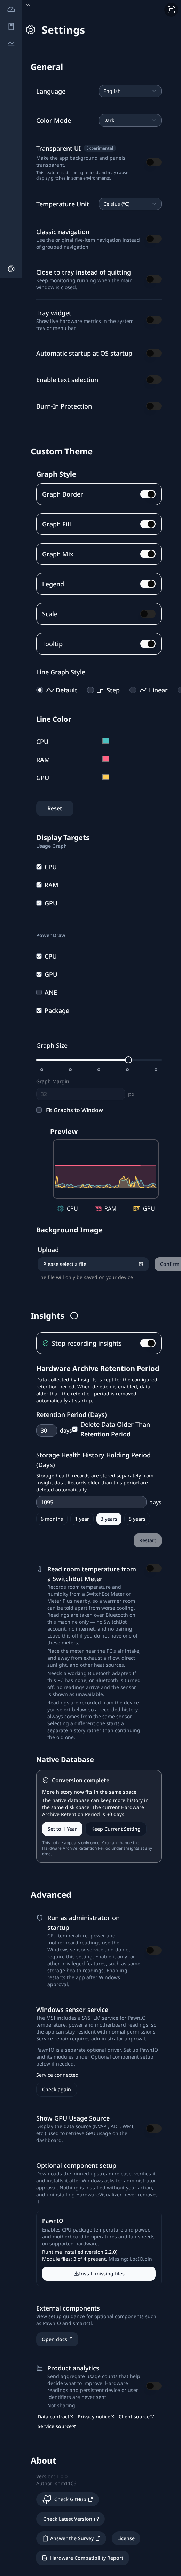 Settings
General
Language
English
Color Mode
Dark
Transparent UI Experimental
Make the app background and panels
transparent.
This feature is still being refined and may cause
display glitches in some environments.
Temperature Unit
Celsius (°C)
Classic navigation
Use the original five-item navigation instead
of grouped navigation.
Close to tray instead of quitting
Keep monitoring running when the main
window is closed.
Tray widget
Show live hardware metrics in the system
tray or menu bar.
Automatic startup at OS startup
Enable text selection
Burn-In Protection
Custom Theme
Graph Style
Graph Border
Graph Fill
Graph Mix
Legend
Scale
Tooltip
Line Graph Style
Default Step Linear
Line Color
CPU
RAM
GPU
Reset
Display Targets
Usage Graph
CPU
RAM
GPU
Power Draw
CPU
GPU
ANE
Package
Graph Size
Graph Margin
32 px
Fit Graphs to Window
Preview
CPU RAM GPU
Background Image
Upload
Please select a file Confirm
The file will only be saved on your device
Insights
Stop recording insights
Hardware Archive Retention Period
Data collected by Insights is kept for the configured
retention period. When deletion is enabled, data
older than the retention period is removed
automatically at startup.
Retention Period (Days)
30 days Delete Data Older Than
Retention Period
Storage Health History Holding Period
(Days)
Storage health records are stored separately from
Insight data. Records older than this period are
deleted automatically.
1095 days
6 months 1 year 3 years 5 years
Restart
Read room temperature from
a SwitchBot Meter
Records room temperature and
humidity from a SwitchBot Meter or
Meter Plus nearby, so a warmer room
can be told apart from a failing cooler.
Readings are taken over Bluetooth on
this machine only — no SwitchBot
account, no internet, and no pairing.
Leave this off if you do not have one of
these meters.
Place the meter near the PC's air intake,
and away from exhaust airflow, direct
sunlight, and other heat sources.
Needs a working Bluetooth adapter. If
this PC has none, or Bluetooth is turned
off, no readings arrive and the sensor
is shown as unavailable.
Readings are recorded from the device
you select below, so a recorded history
always comes from the same sensor.
Selecting a different one starts a
separate history rather than continuing
the old one.
Native Database
Conversion complete
More history now fits in the same space
The native database can keep more history in
the same disk space. The current Hardware
Archive Retention Period is 30 days.
Set to 1 Year Keep Current Setting
This notice appears only once. You can change the
Hardware Archive Retention Period under Insights at any
time.
Advanced
Run as administrator on
startup
CPU temperature, power and
motherboard readings use the
Windows sensor service and do not
require this setting. Enable it only for
other privileged features, such as some
storage health readings. Enabling
restarts the app after Windows
approval.
Windows sensor service
The MSI includes a SYSTEM service for PawnIO
temperature, power and motherboard readings, so
the app can stay resident with normal permissions.
Service repair requires administrator approval.
PawnIO is a separate optional driver. Set up PawnIO
and its modules under Optional component setup
below if needed.
Service connected
Check again
Show GPU Usage Source
Display the data source (NVAPI, ADL, WMI,
etc.) used to retrieve GPU usage on the
dashboard.
Optional component setup
Downloads the pinned upstream release, verifies it,
and installs it after Windows asks for administrator
approval. Nothing is installed without your action,
and uninstalling HardwareVisualizer never removes
it.
PawnIO
Enables CPU package temperature and power,
and motherboard temperatures and fan speeds
on supported hardware.
Runtime installed (version 2.2.0)
Module files: 3 of 4 present. Missing: LpcIO.bin
Install missing files
External components
View setup guidance for optional components such
as PawnIO and smartctl.
Open docs
Product analytics
Send aggregate usage counts that help
decide what to improve. Hardware
readings and persistent device or user
identifiers are never sent.
Not sharing
Data contract Privacy notice Client source
Service source
About
Version: 1.0.0
Author: shm11C3
Check GitHub
Check Latest Version
Answer the Survey License
Hardware Compatibility Report